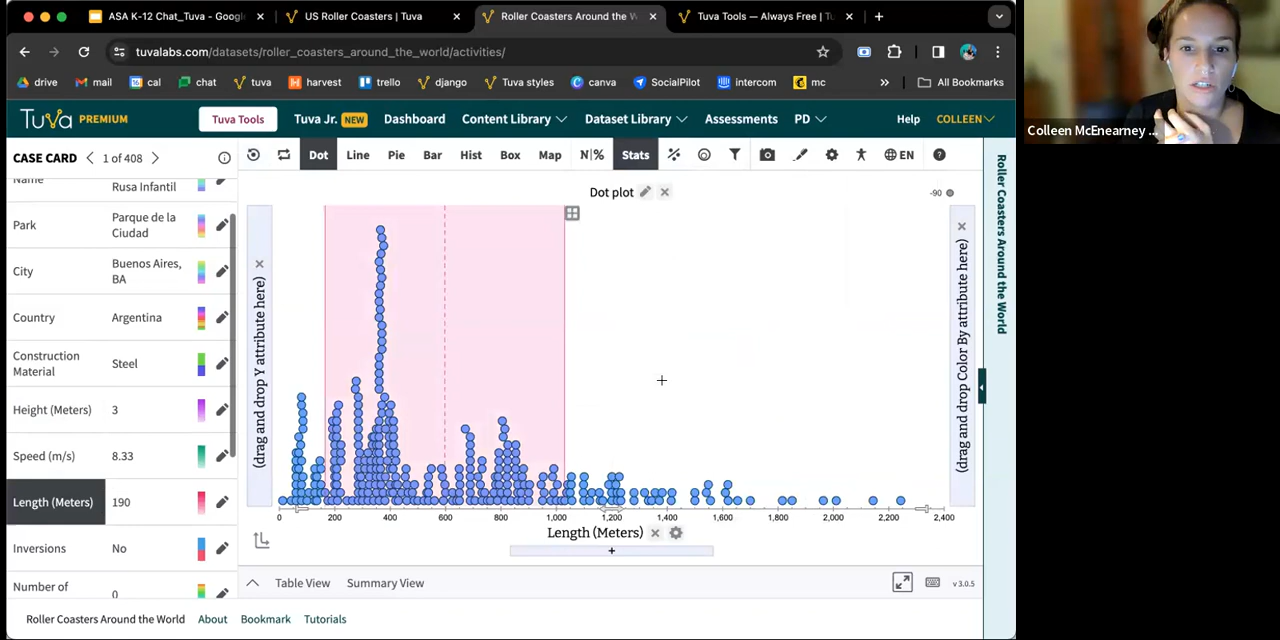 ASA K-12 Chat_Tuva - Goog
US Roller Coasters | Tuva
Roller Coasters Around the W
Tuva Tools — Always Free | Tu
tuvalabs.com/datasets/roller_coasters_around_the_world/activities/
drive mail cal chat tuva harvest trello django Tuva styles canva SocialPilot intercom mc » All Bookmarks
Tuva PREMIUM Tuva Tools Tuva Jr. NEW Dashboard Content Library Dataset Library Assessments PD Help COLLEEN
Colleen McEnearney ...
CASE CARD 1 of 408
Dot Line Pie Bar Hist Box Map N|% Stats EN
Name Rusa Infantil
Park Parque de la
Ciudad
City Buenos Aires,
BA
Country Argentina
Construction
Material Steel
Height (Meters) 3
Speed (m/s) 8.33
Length (Meters) 190
Inversions No
Number of 0
Dot plot
-90
(drag and drop Y attribute here)
(drag and drop Color By attribute here)
Roller Coasters Around the World
0 200 400 600 800 1,000 1,200 1,400 1,600 1,800 2,000 2,200 2,400
Length (Meters)
+
Table View Summary View
v 3.0.5
Roller Coasters Around the World About Bookmark Tutorials